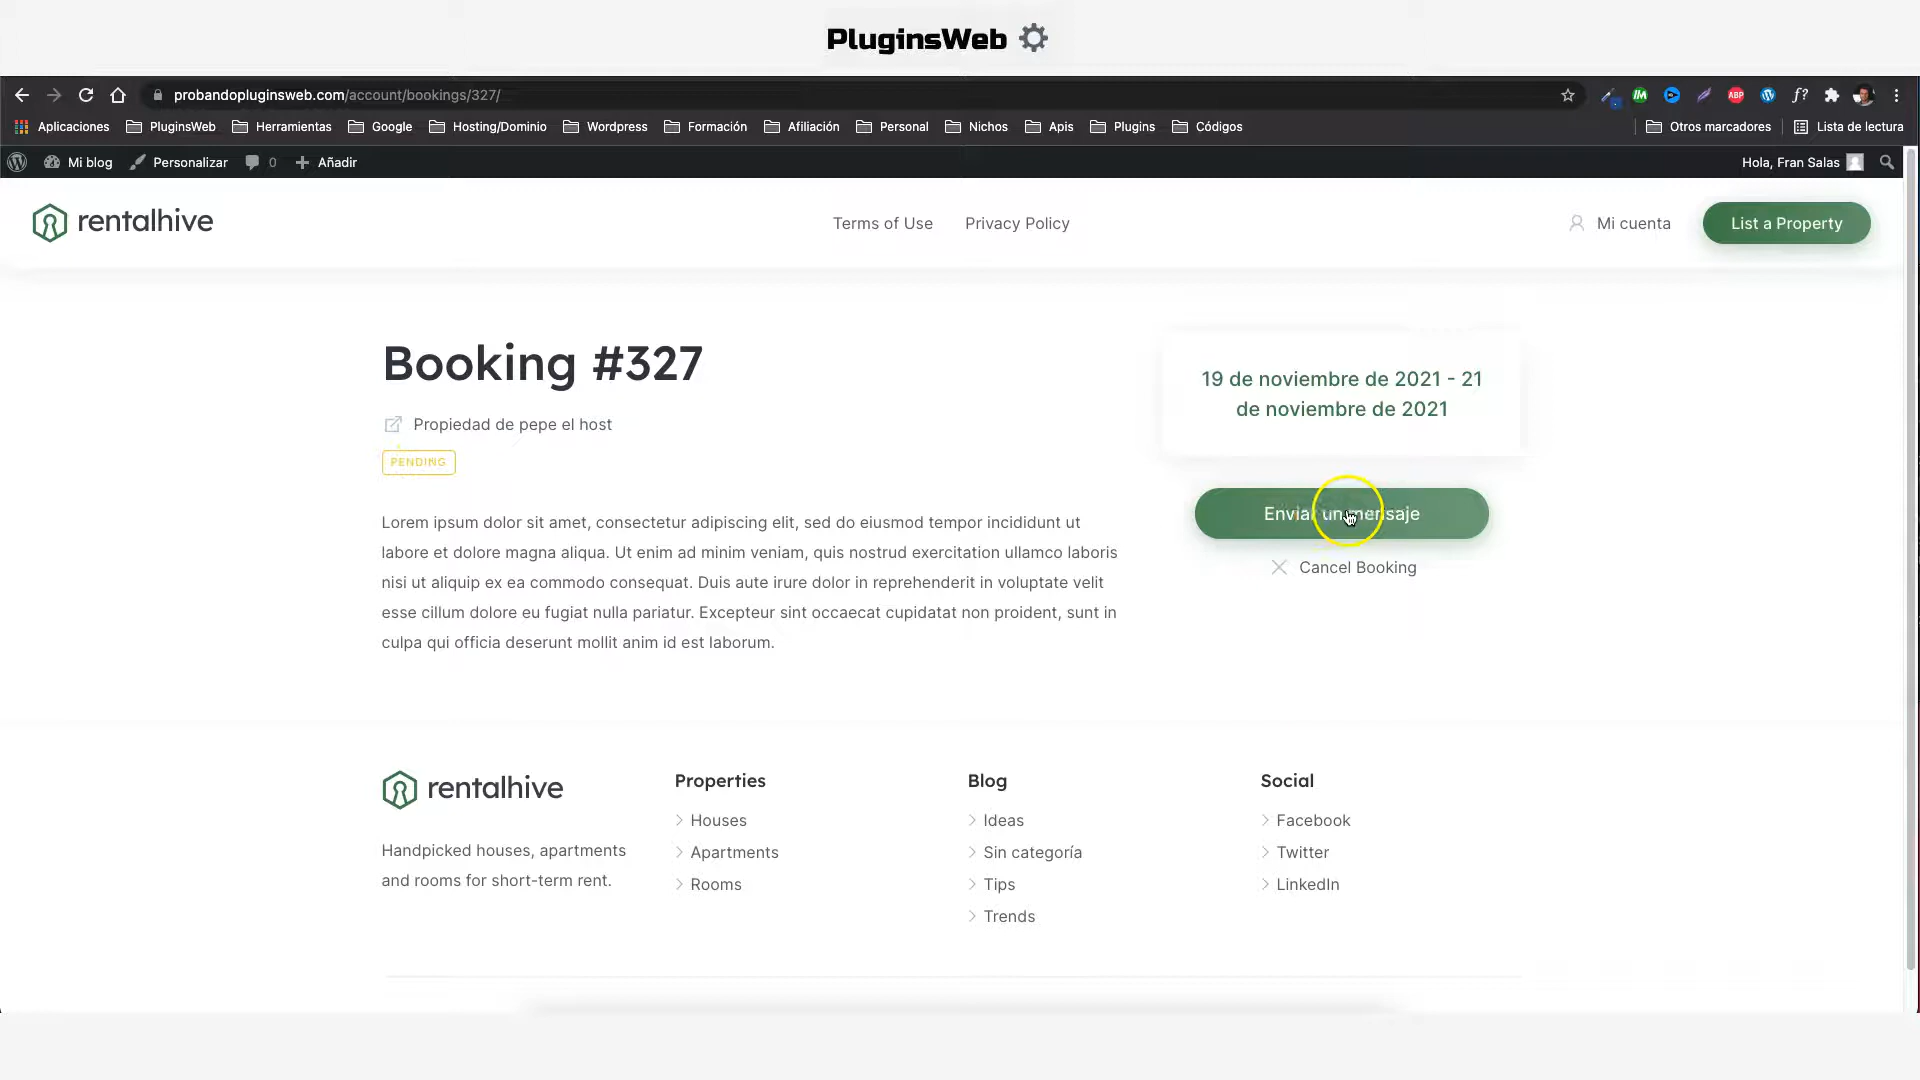 PluginsWeb
probandopluginsweb.com/account/bookings/327/
ABP
f?
Aplicaciones PluginsWeb Herramientas Google Hosting/Dominio Wordpress Formación Afiliación Personal Nichos Apis Plugins Códigos Otros marcadores Lista de lectura
Mi blog Personalizar 0 Añadir Hola, Fran Salas
rentalhive Terms of Use Privacy Policy Mi cuenta List a Property
Booking #327
Propiedad de pepe el host
PENDING
Lorem ipsum dolor sit amet, consectetur adipiscing elit, sed do eiusmod tempor incididunt ut
labore et dolore magna aliqua. Ut enim ad minim veniam, quis nostrud exercitation ullamco laboris
nisi ut aliquip ex ea commodo consequat. Duis aute irure dolor in reprehenderit in voluptate velit
esse cillum dolore eu fugiat nulla pariatur. Excepteur sint occaecat cupidatat non proident, sunt in
culpa qui officia deserunt mollit anim id est laborum.
19 de noviembre de 2021 - 21
de noviembre de 2021
Enviar un mensaje
Cancel Booking
rentalhive
Handpicked houses, apartments
and rooms for short-term rent.
Properties
Houses
Apartments
Rooms
Blog
Ideas
Sin categoría
Tips
Trends
Social
Facebook
Twitter
LinkedIn